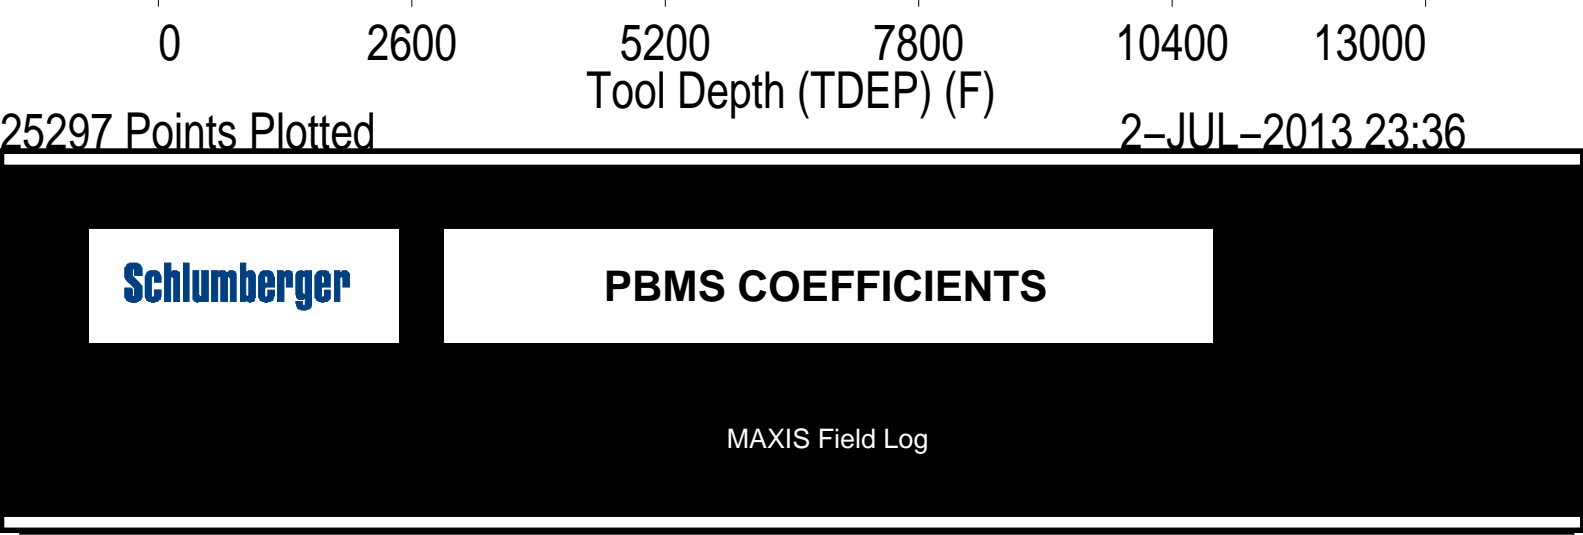 0 2600 5200 7800 10400 13000
Tool Depth (TDEP) (F)
25297 Points Plotted 2−JUL−2013 23:36
Schlumberger PBMS COEFFICIENTS
MAXIS Field Log